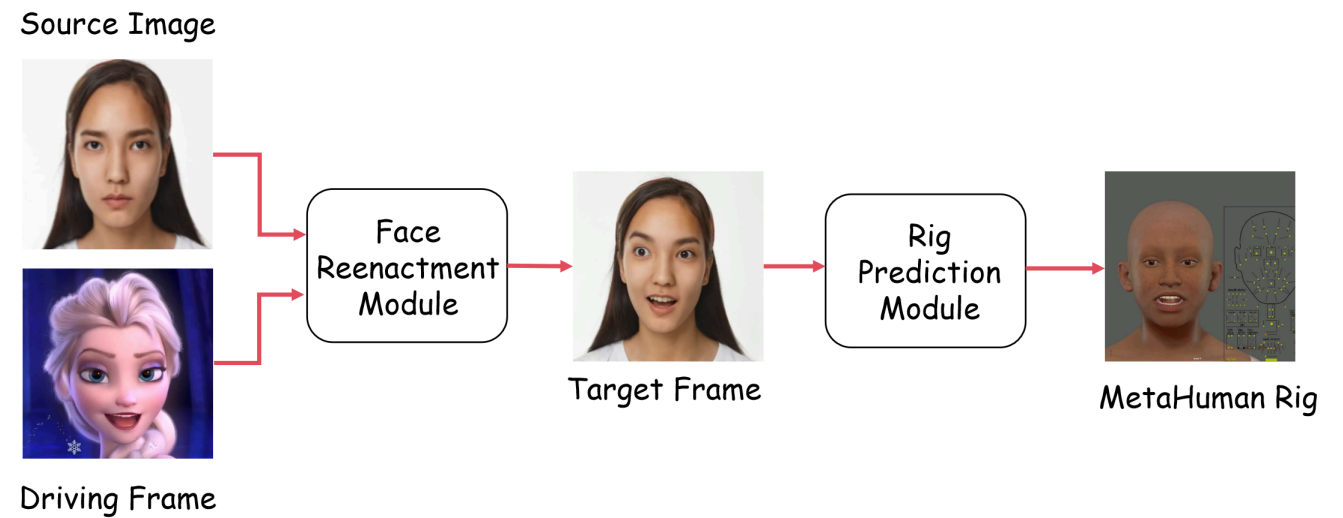 Source Image
Face
Reenactment
Module
Rig
Prediction
Module
Target Frame
MetaHuman Rig
Driving Frame